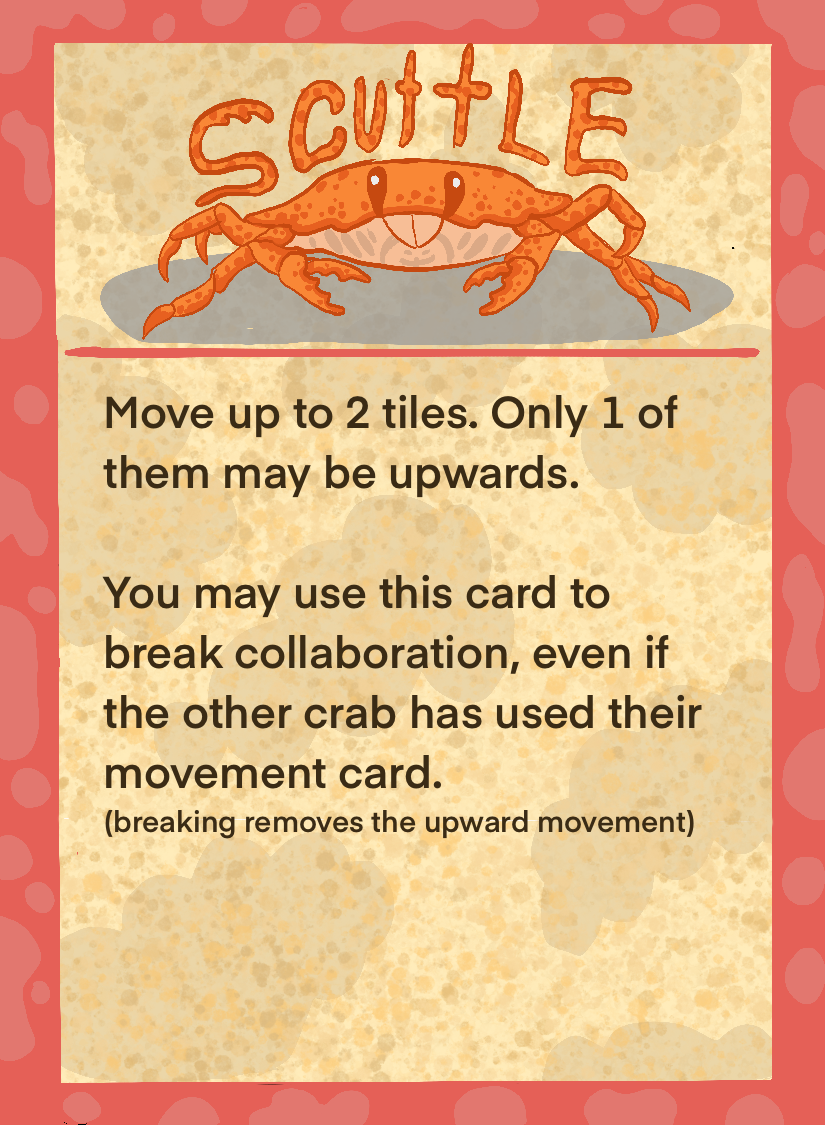 SCUttLE
Move up to 2 tiles. Only 1 of
them may be upwards.
You may use this card to
break collaboration, even if
the other crab has used their
movement card.
(breaking removes the upward movement)